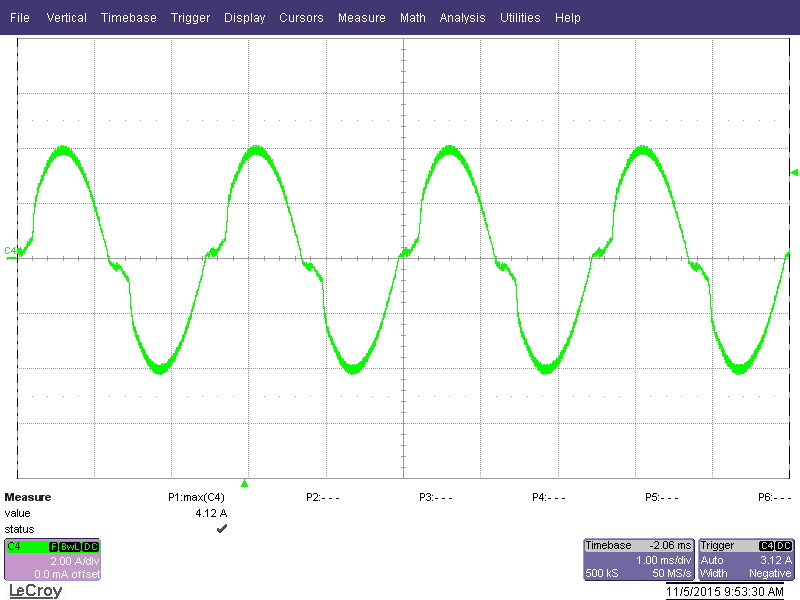 File Vertical Timebase Trigger Display Cursors Measure Math Analysis Utilities Help
C4
Measure P1:max(C4) P2:- - - P3:- - - P4:- - - P5:- - - P6:- - -
value 4.12 A
status
C4 F BwL DC
2.00 A/div
0.0 mA offset
Timebase -2.06 ms
1.00 ms/div
500 kS 50 MS/s
Trigger C4 DC
Auto 3.12 A
Width Negative
LeCroy
11/5/2015 9:53:30 AM